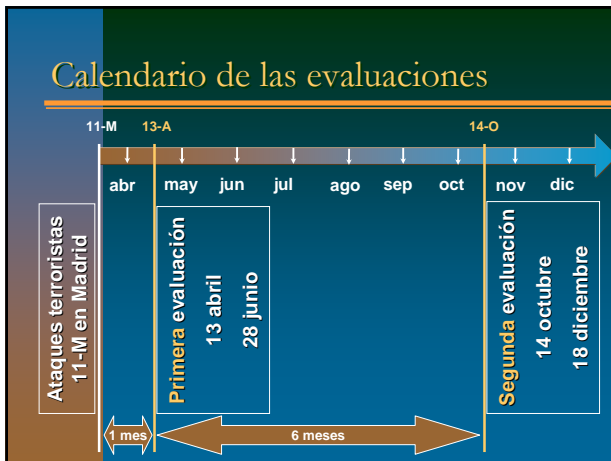 Calendario de las evaluaciones
11-M
13-A
14-O
abr
may
jun
jul
ago
sep
oct
nov
dic
Ataques terroristas
11-M en Madrid
Primera evaluación
13 abril
28 junio
Segunda evaluación
14 octubre
18 diciembre
1 mes
6 meses